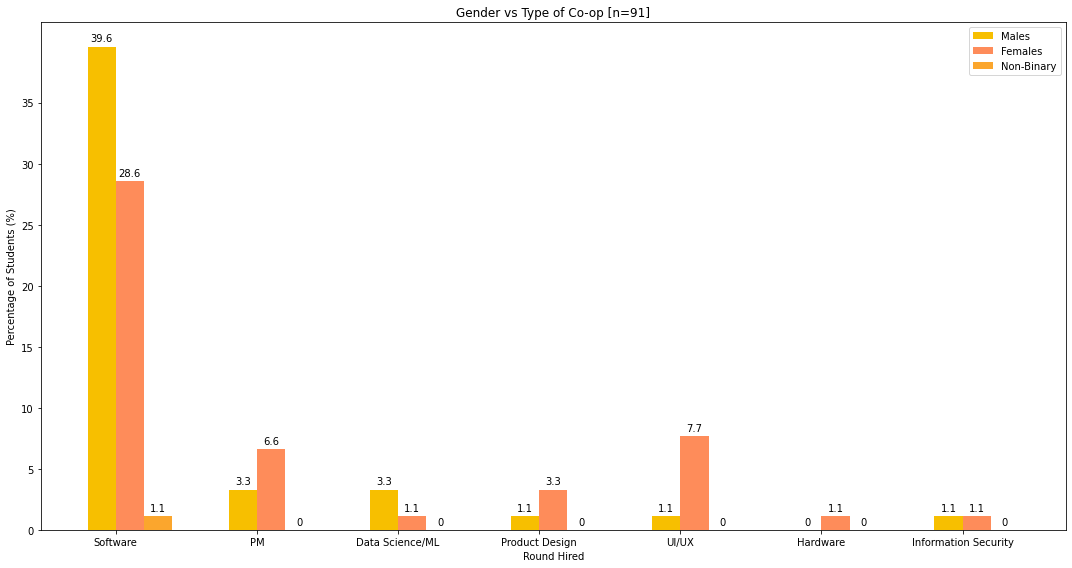 Gender vs Type of Co-op [n=91]
Males
Females
Non-Binary
Percentage of Students (%)
35
30
25
20
15
10
5
0
39.6
28.6
1.1
3.3
6.6
0
3.3
1.1
0
1.1
3.3
0
1.1
7.7
0
0
1.1
0
1.1
1.1
0
Software
PM
Data Science/ML
Product Design
UI/UX
Hardware
Information Security
Round Hired